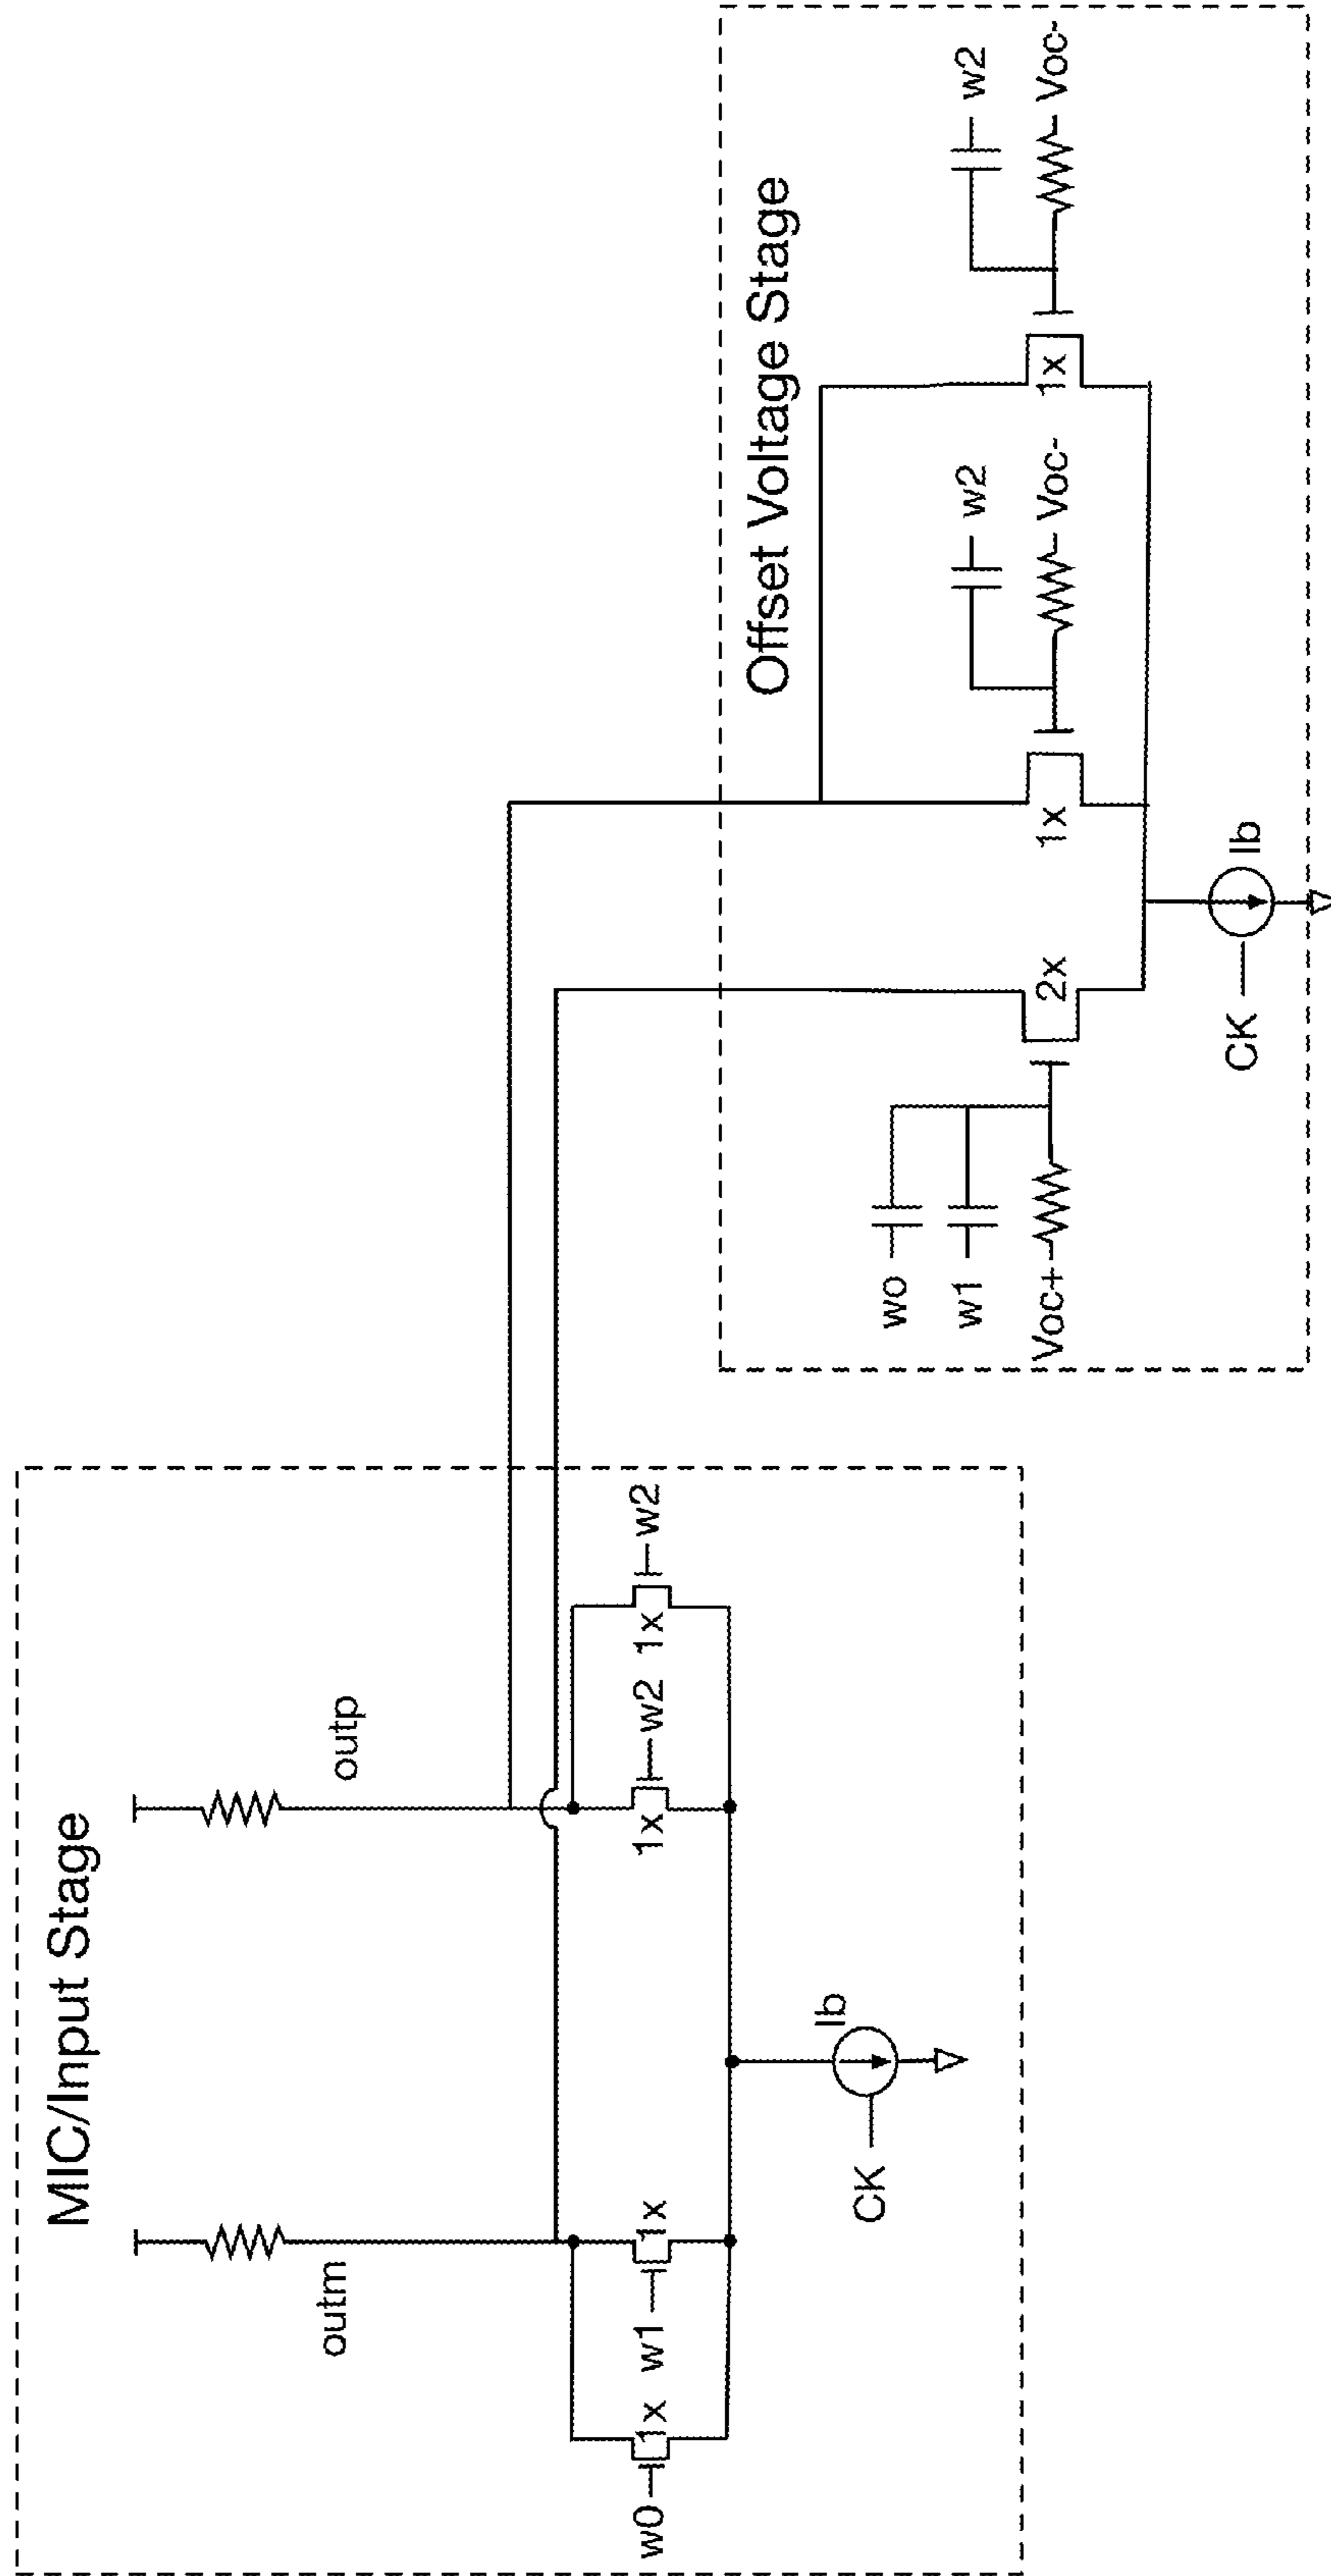 MIC/Input Stage
outm
outp
w0
1x
w1
1x
1x
w2
1x
w2
CK
Ib
Offset Voltage Stage
wo
w1
Voc+
2x
1x
w2
Voc-
1x
w2
Voc-
CK
Ib